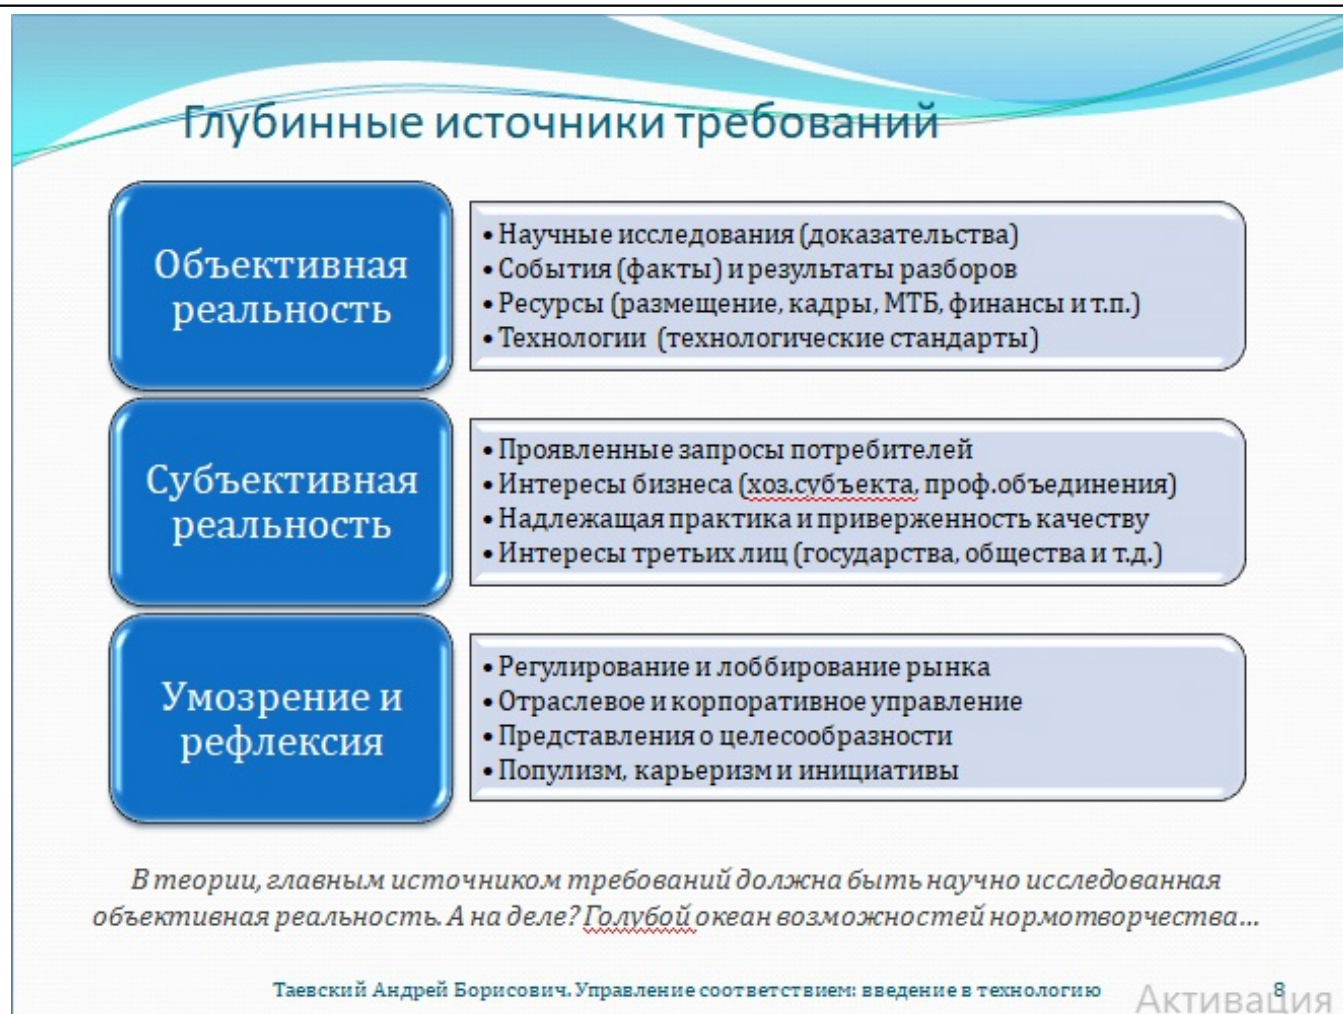 Глубинные источники требований
Объективная
реальность
• Научные исследования (доказательства)
• События (факты) и результаты разборов
• Ресурсы (размещение, кадры, МТБ, финансы и т.п.)
• Технологии (технологические стандарты)
Субъективная
реальность
• Проявленные запросы потребителей
• Интересы бизнеса (хоз.субъекта, проф.объединения)
• Надлежащая практика и приверженность качеству
• Интересы третьих лиц (государства, общества и т.д.)
Умозрение и
рефлексия
• Регулирование и лоббирование рынка
• Отраслевое и корпоративное управление
• Представления о целесообразности
• Популизм, карьеризм и инициативы
В теории, главным источником требований должна быть научно исследованная
объективная реальность. А на деле? Голубой океан возможностей нормотворчества...
Таевский Андрей Борисович. Управление соответствием: введение в технологию
8
Активация